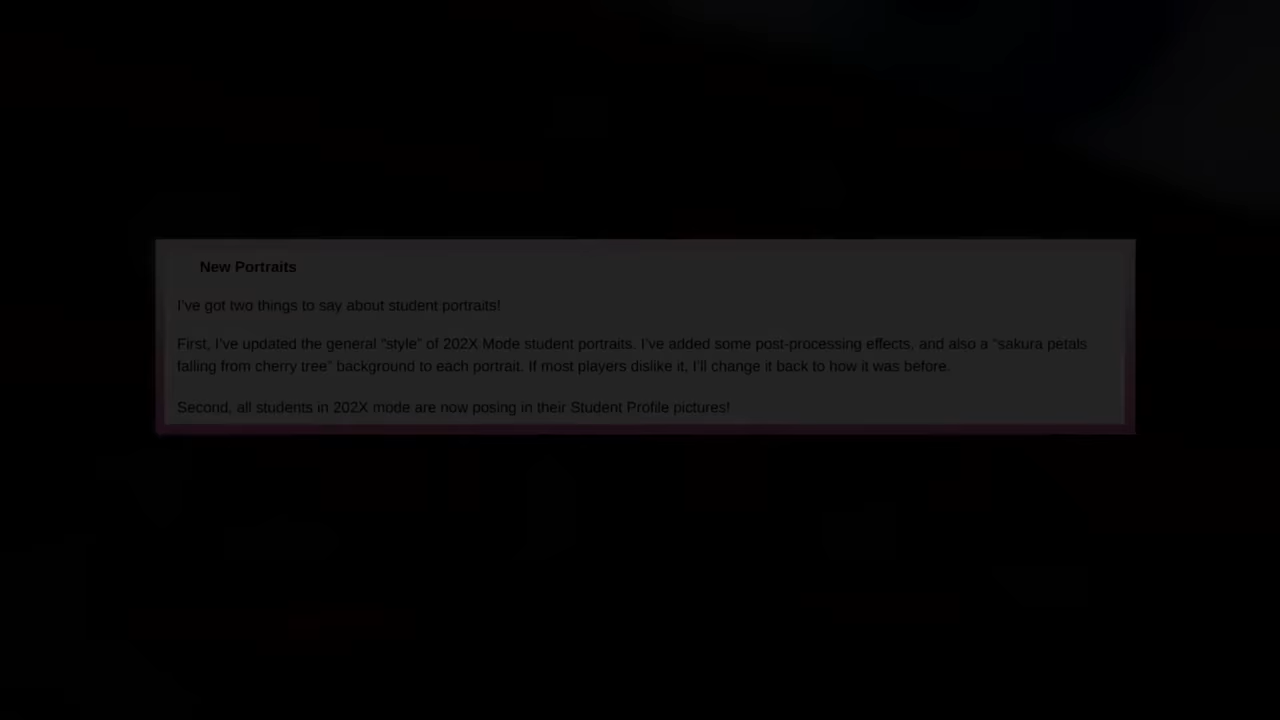 New Portraits
I've got two things to say about student portraits!
First, I've updated the general "style" of 202X Mode student portraits. I've added some post-processing effects, and also a "sakura petals
falling from cherry tree" background to each portrait. If most players dislike it, I'll change it back to how it was before.
Second, all students in 202X mode are now posing in their Student Profile pictures!